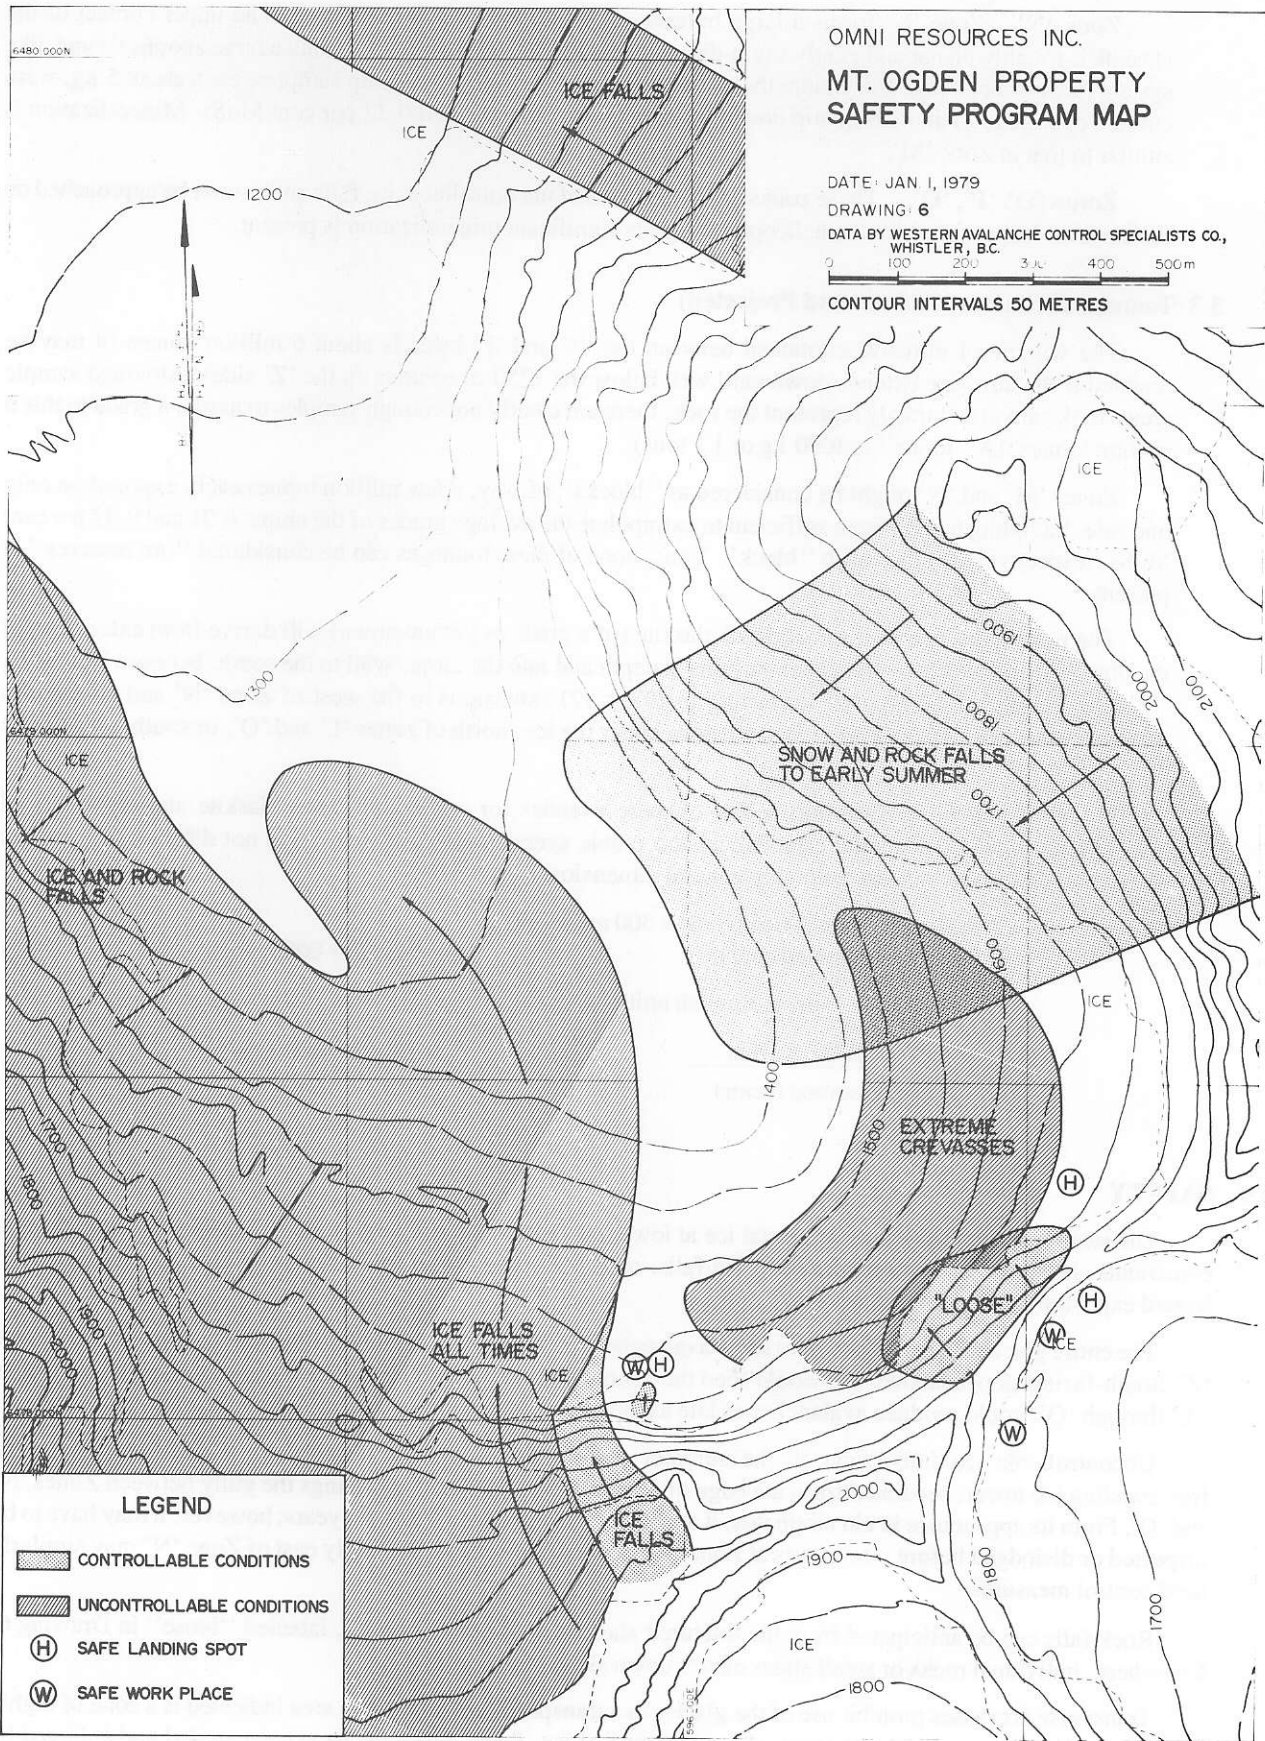 OMNI RESOURCES INC.
MT. OGDEN PROPERTY
SAFETY PROGRAM MAP
DATE: JAN 1, 1979
DRAWING: 6
DATA BY WESTERN AVALANCHE CONTROL SPECIALISTS CO.,
WHISTLER, B.C.
0 100 200 300 400 500m
CONTOUR INTERVALS 50 METRES
6480 000N
ICE FALLS
ICE
1200
ICE
1300
1900
2000
2100
1800
6479 000N
ICE
SNOW AND ROCK FALLS
TO EARLY SUMMER
1700
ICE AND ROCK
FALLS
1600
ICE
1400
1500
EXTREME
CREVASSES
1700
1800
H
"LOOSE"
H
W
ICE
1900
2000
ICE FALLS
ALL TIMES
ICE
W H
W
2000
ICE
FALLS
1900
1800
1700
ICE
1800
LEGEND
CONTROLLABLE CONDITIONS
UNCONTROLLABLE CONDITIONS
H SAFE LANDING SPOT
W SAFE WORK PLACE